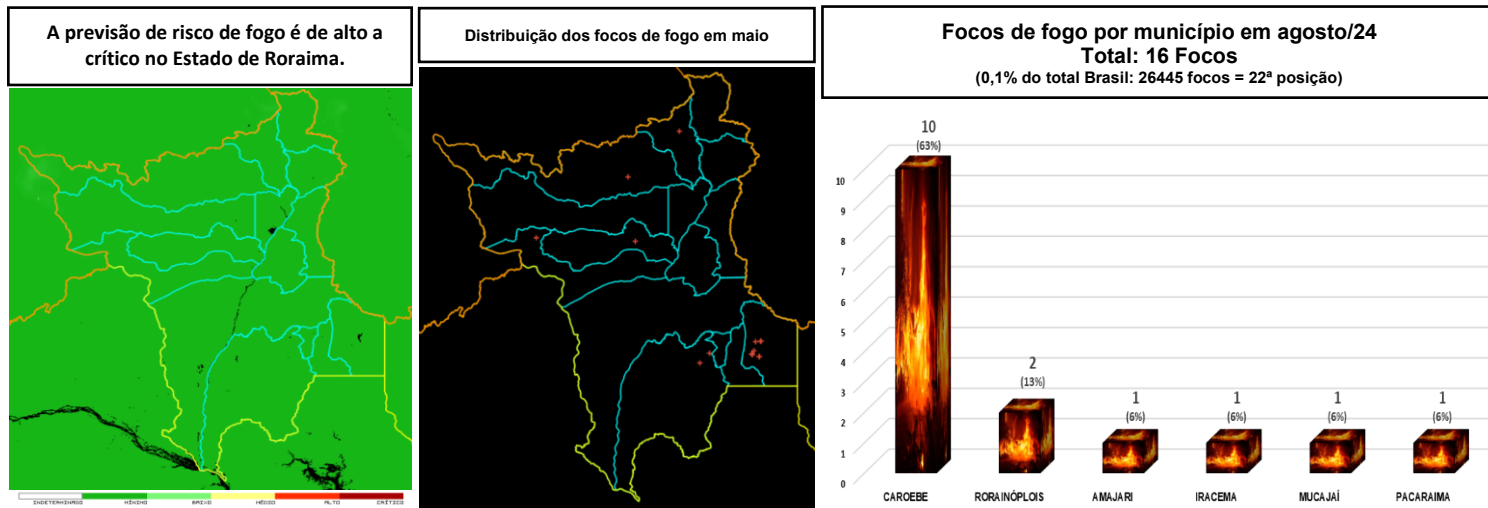 A previsão de risco de fogo é de alto a
crítico no Estado de Roraima.
INDETERMINADO MÍNIMO BAIXO MÉDIO ALTO CRÍTICO
Distribuição dos focos de fogo em maio
Focos de fogo por município em agosto/24
Total: 16 Focos
(0,1% do total Brasil: 26445 focos = 22ª posição)
10
(63%)
2
(13%)
1
(6%)
1
(6%)
1
(6%)
1
(6%)
10
9
8
7
6
5
4
3
2
1
0
CAROEBE RORAINÓPLOIS AMAJARI IRACEMA MUCAJAÍ PACARAIMA